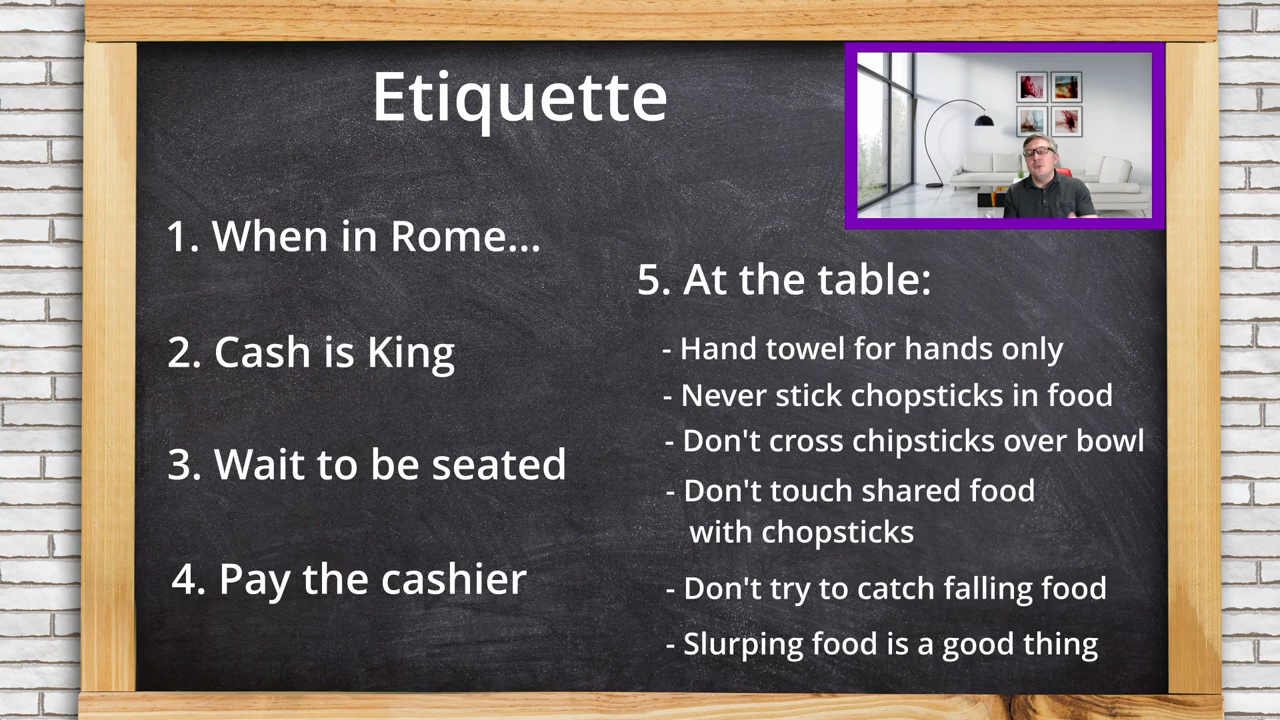 Etiquette
1. When in Rome...
2. Cash is King
3. Wait to be seated
4. Pay the cashier
5. At the table:
- Hand towel for hands only
- Never stick chopsticks in food
- Don't cross chipsticks over bowl
- Don't touch shared food
with chopsticks
- Don't try to catch falling food
- Slurping food is a good thing